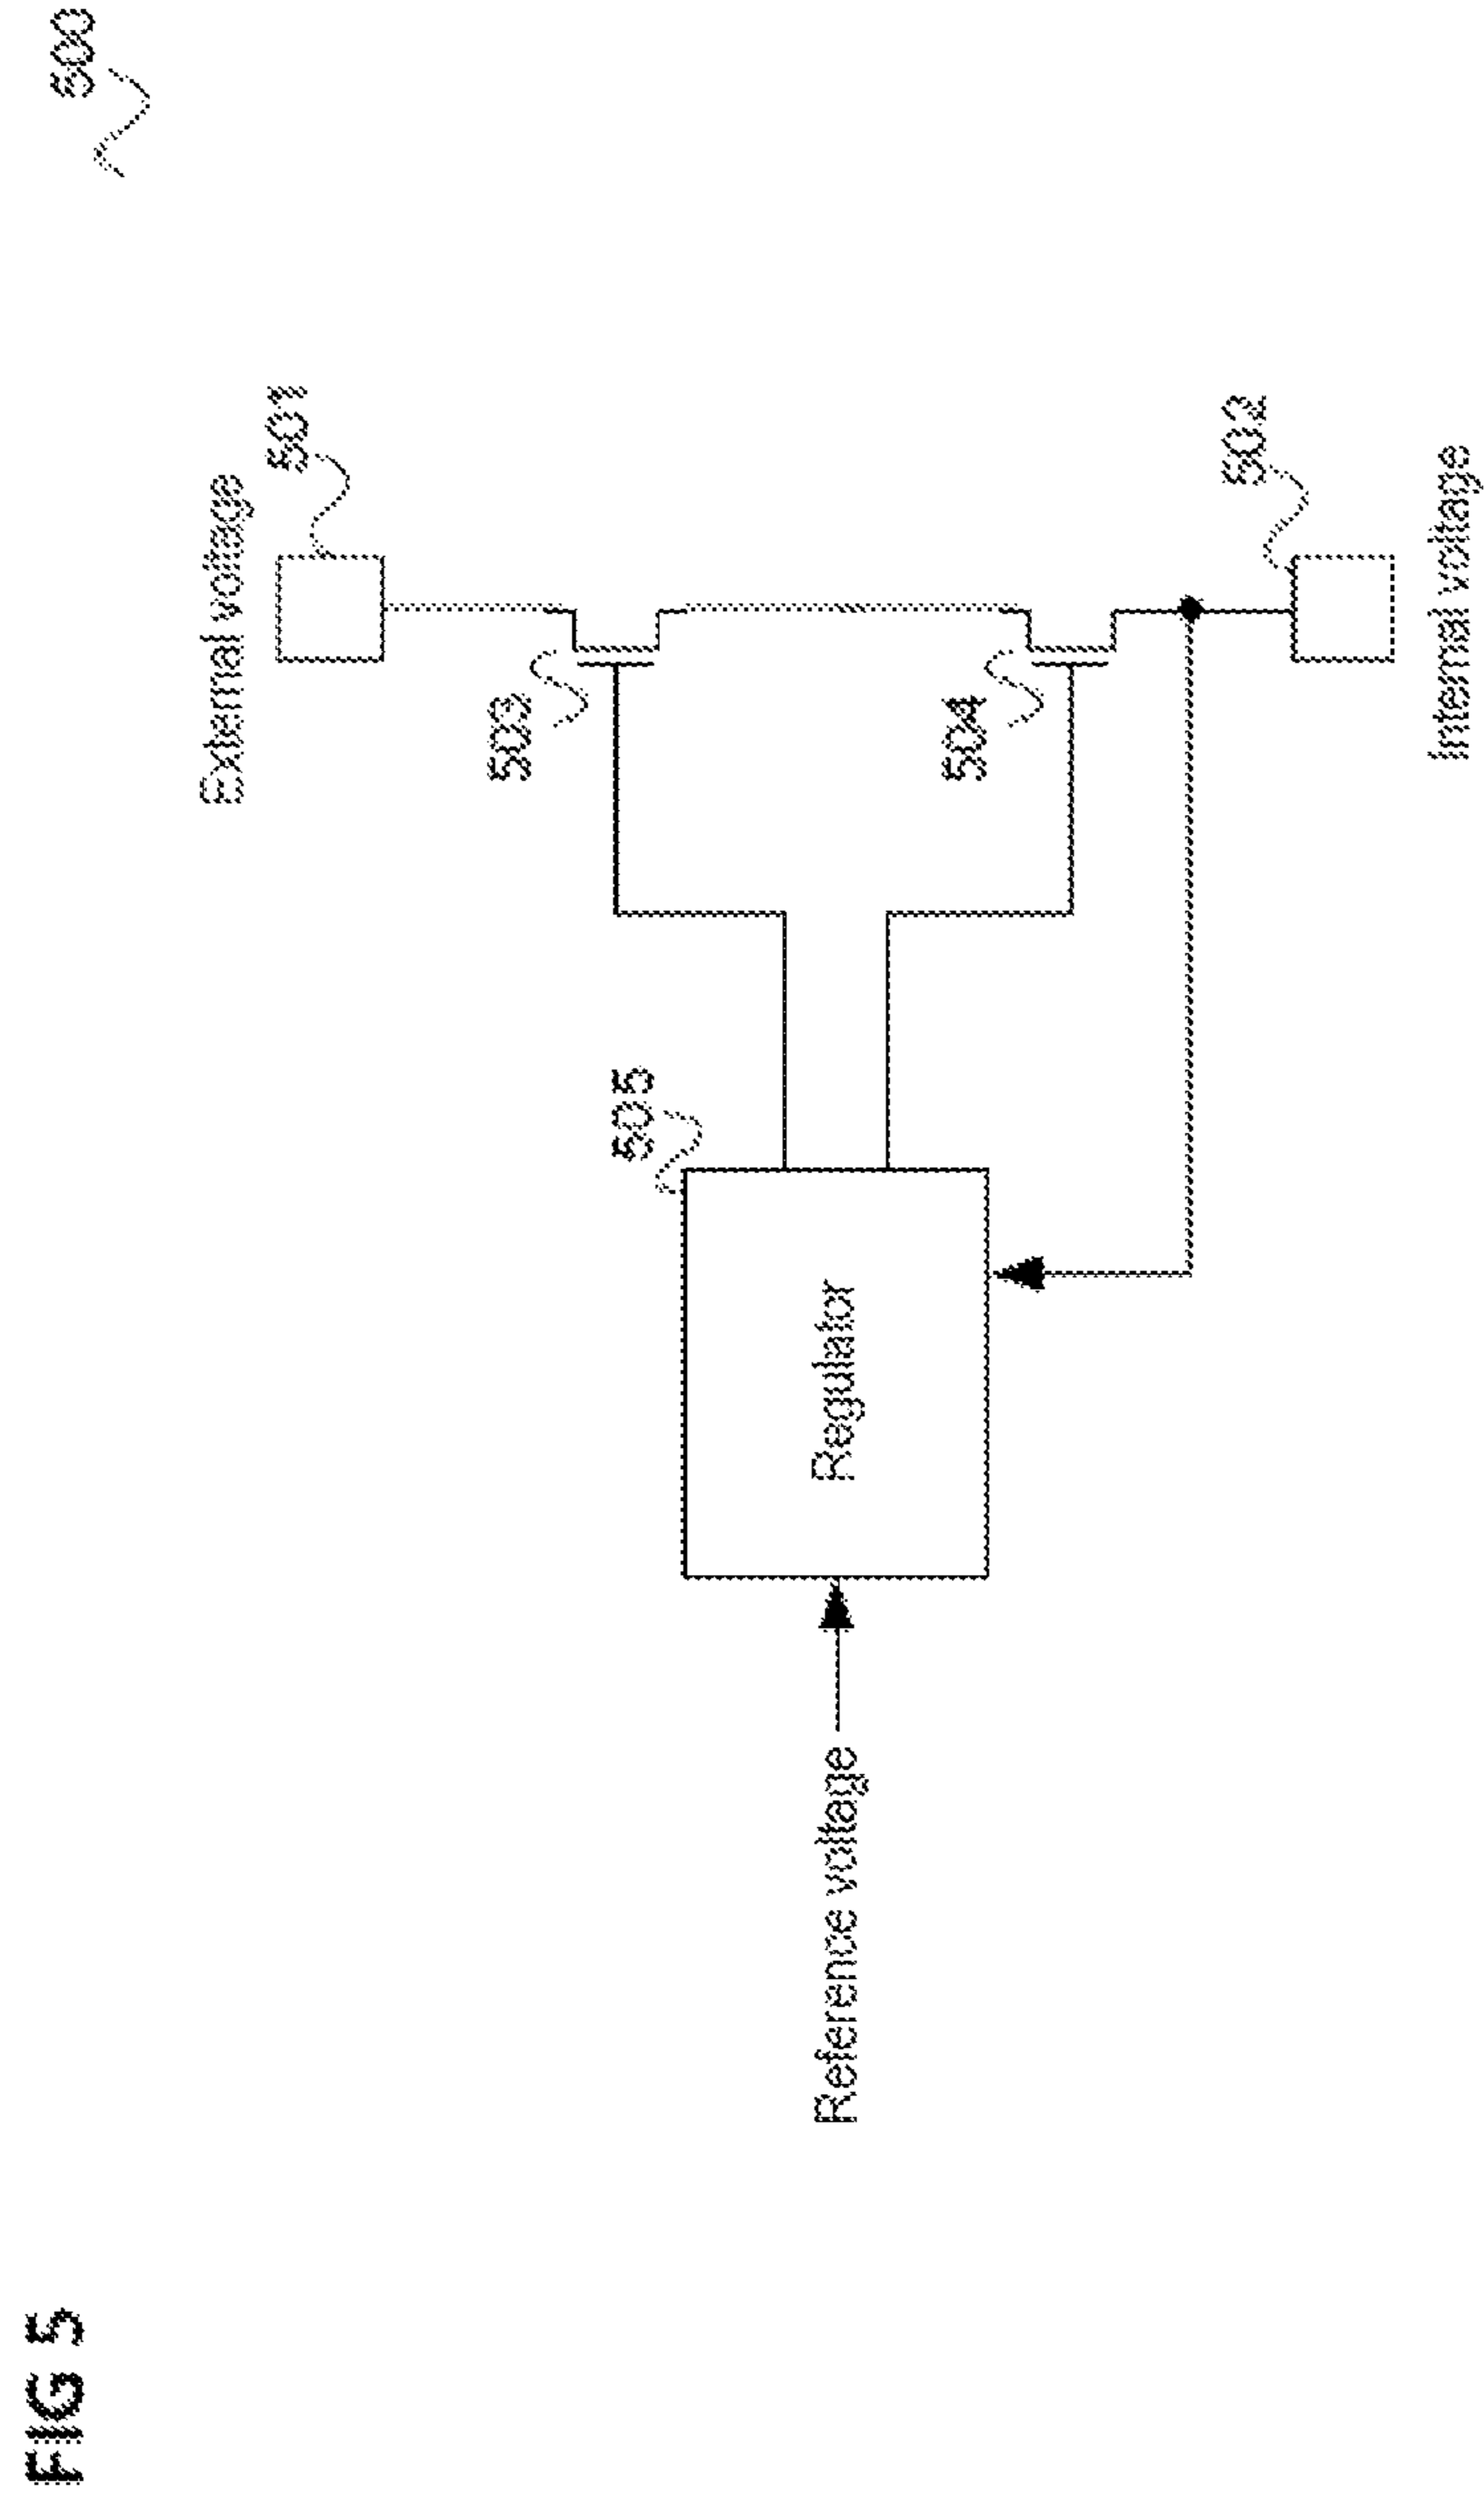 FIG 5
500
External voltage
501
503
505
Reference voltage
Regulator
504
502
Internal voltage